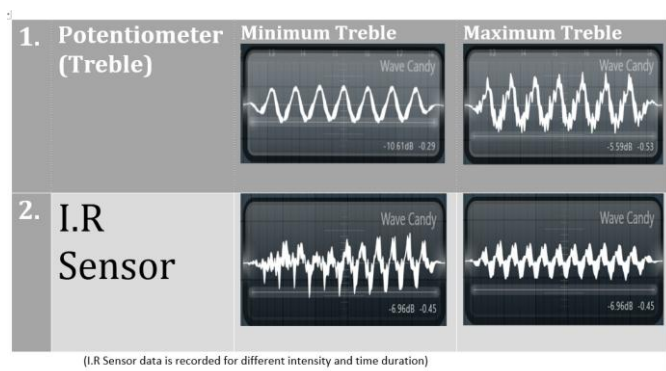 1. Potentiometer (Treble)
Minimum Treble
Maximum Treble
Wave Candy
-10.61dB -0.29
Wave Candy
-5.59dB -0.53
2. I.R Sensor
Wave Candy
-6.96dB -0.45
Wave Candy
-6.96dB -0.45
(I.R Sensor data is recorded for different intensity and time duration)